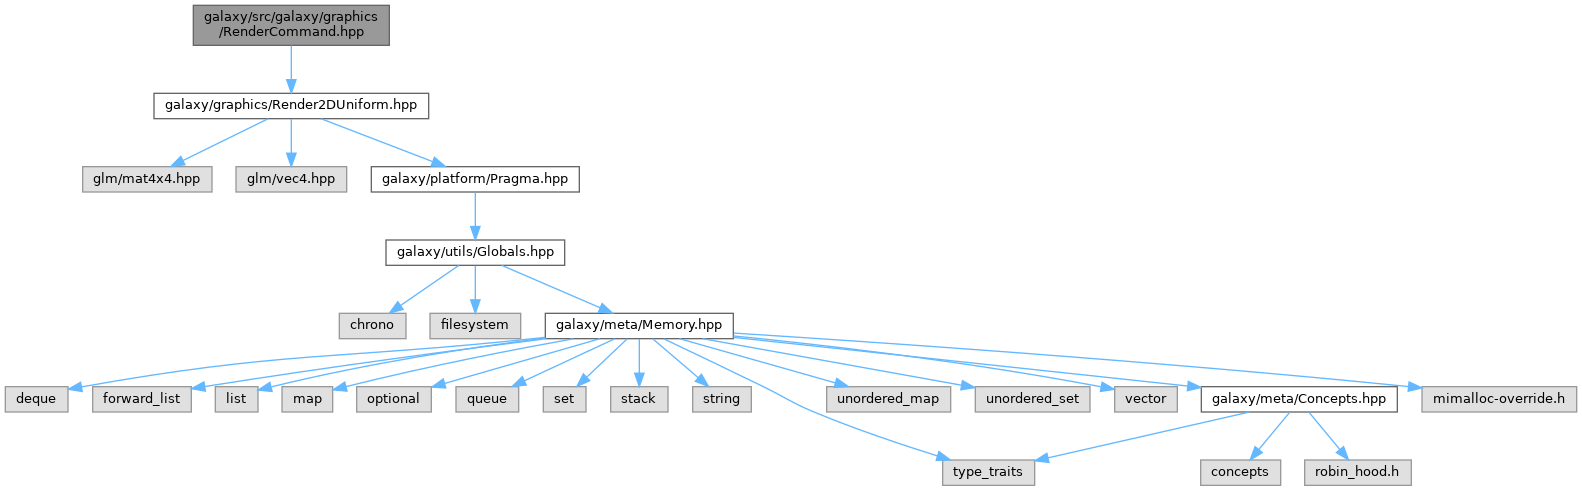 galaxy/src/galaxy/graphics
/RenderCommand.hpp
galaxy/graphics/Render2DUniform.hpp
glm/mat4x4.hpp
glm/vec4.hpp
galaxy/platform/Pragma.hpp
galaxy/utils/Globals.hpp
chrono
filesystem
galaxy/meta/Memory.hpp
deque
forward_list
list
map
optional
queue
set
stack
string
unordered_map
unordered_set
vector
galaxy/meta/Concepts.hpp
mimalloc-override.h
type_traits
concepts
robin_hood.h